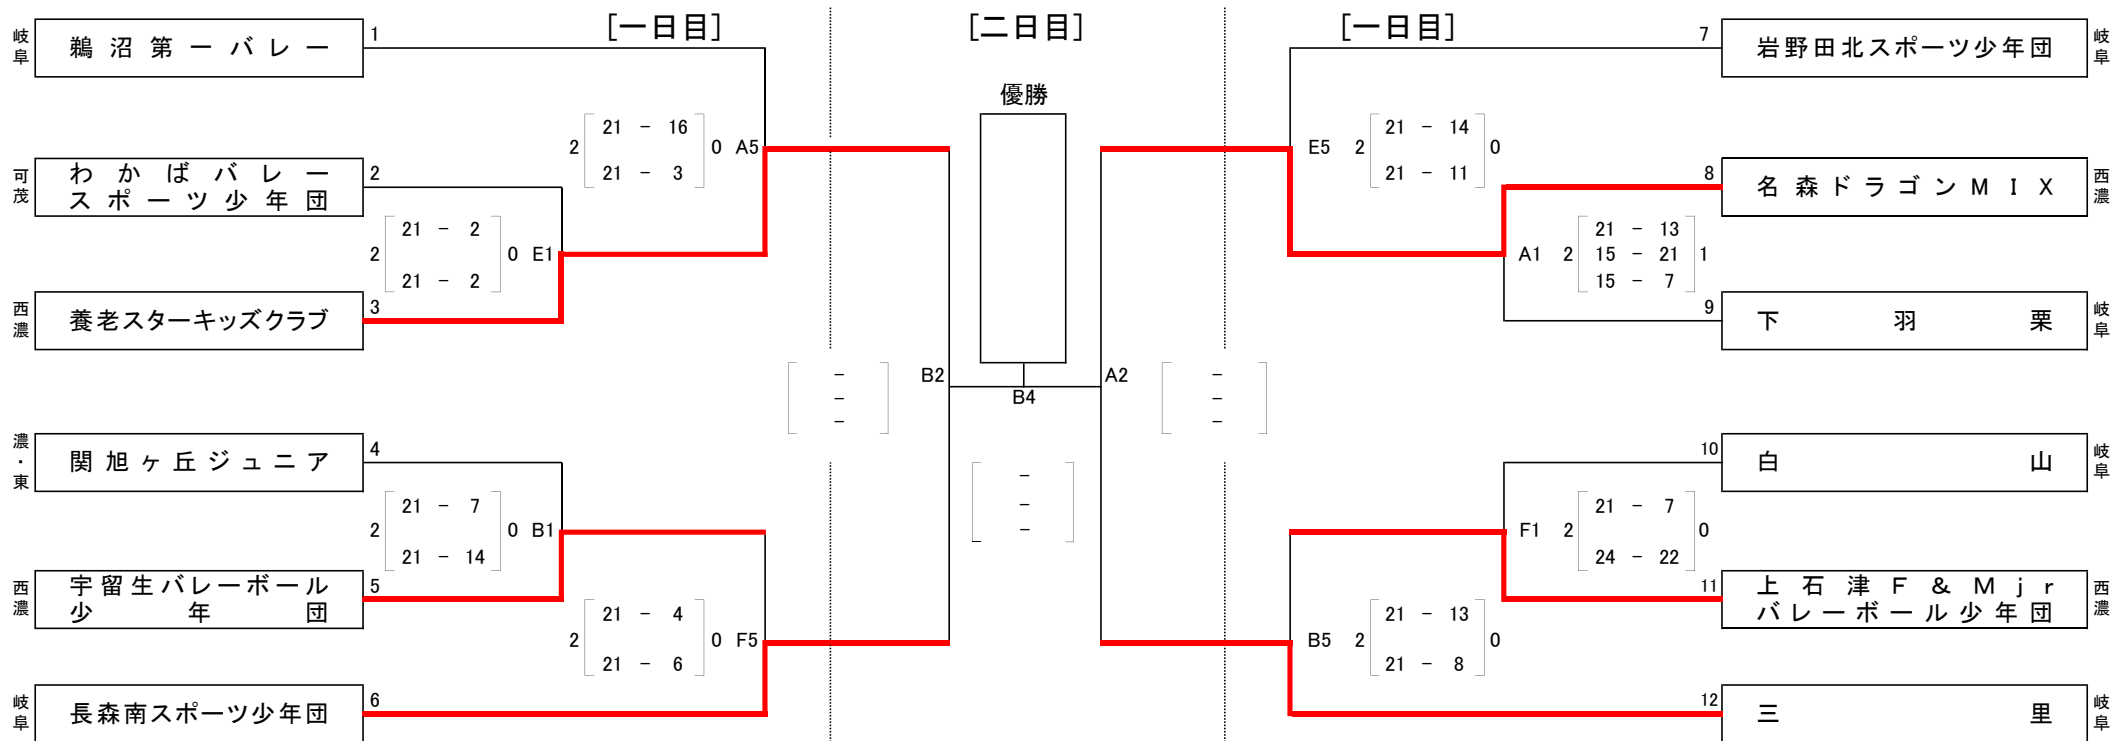 [一日目]
[二日目]
[一日目]
岐阜
鵜沼第一バレー
1
7
岩野田北スポーツ少年団
岐阜
優勝
2
21 - 16
21 - 3
0 A5
E5 2
21 - 14
21 - 11
0
可茂
わかばバレー
スポーツ少年団
2
8
名森ドラゴンMIX
西濃
2
21 - 2
21 - 2
0 E1
A1 2
21 - 13
15 - 21
15 - 7
1
西濃
養老スターキッズクラブ
3
9
下羽栗
岐阜
-
-
-
B2
B4
A2
-
-
-
濃・東
関旭ヶ丘ジュニア
4
10
白山
岐阜
-
-
-
2
21 - 7
21 - 14
0 B1
F1 2
21 - 7
24 - 22
0
西濃
宇留生バレーボール
少年団
5
11
上石津F&Mjr
バレーボール少年団
西濃
2
21 - 4
21 - 6
0 F5
B5 2
21 - 13
21 - 8
0
岐阜
長森南スポーツ少年団
6
12
三里
岐阜